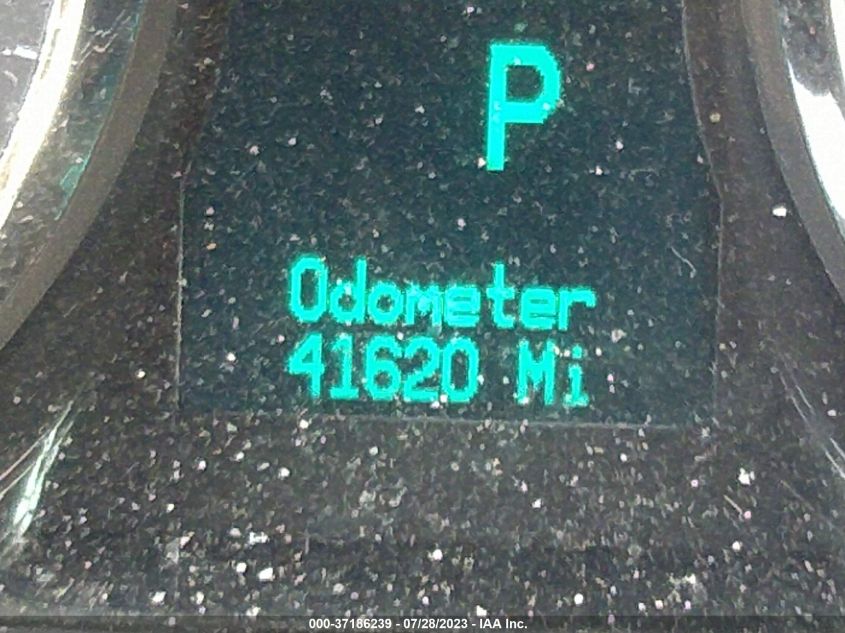 P
Odometer
41620 Mi
000-37186239 - 07/28/2023 - IAA Inc.